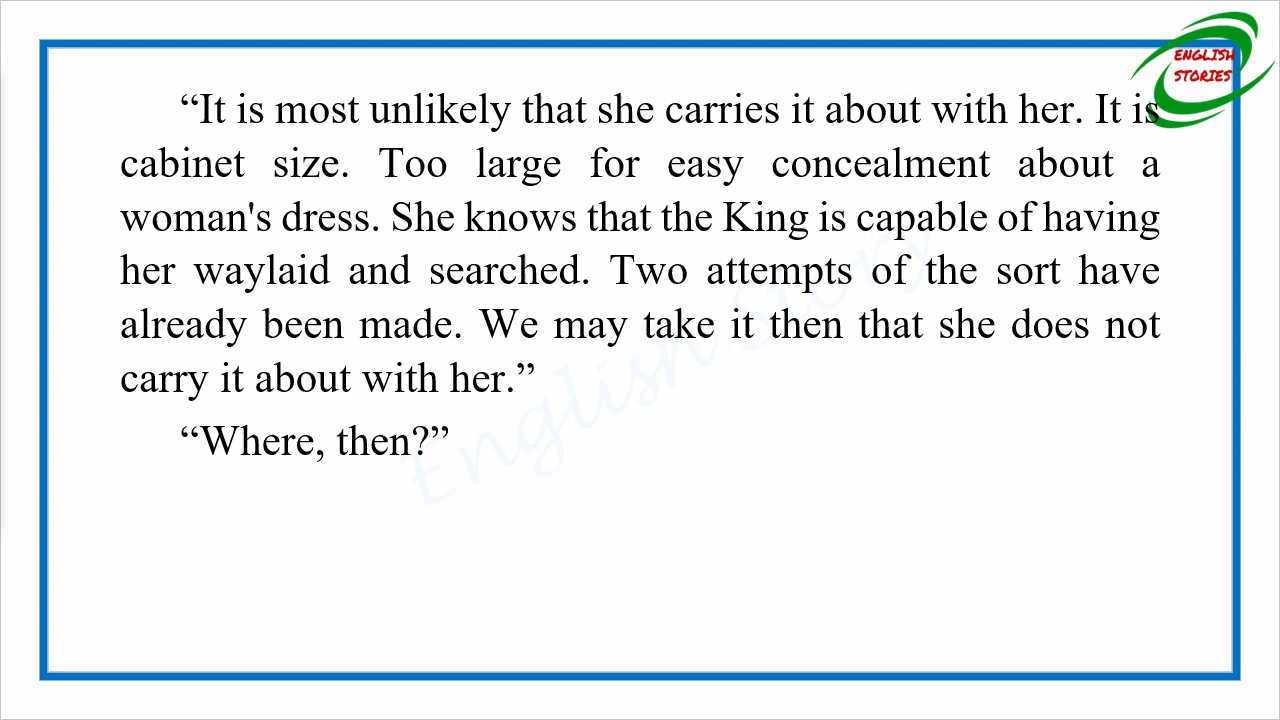 ENGLISH
STORIES
“It is most unlikely that she carries it about with her. It is
cabinet size. Too large for easy concealment about a
woman's dress. She knows that the King is capable of having
her waylaid and searched. Two attempts of the sort have
already been made. We may take it then that she does not
carry it about with her.”
“Where, then?”
English Story